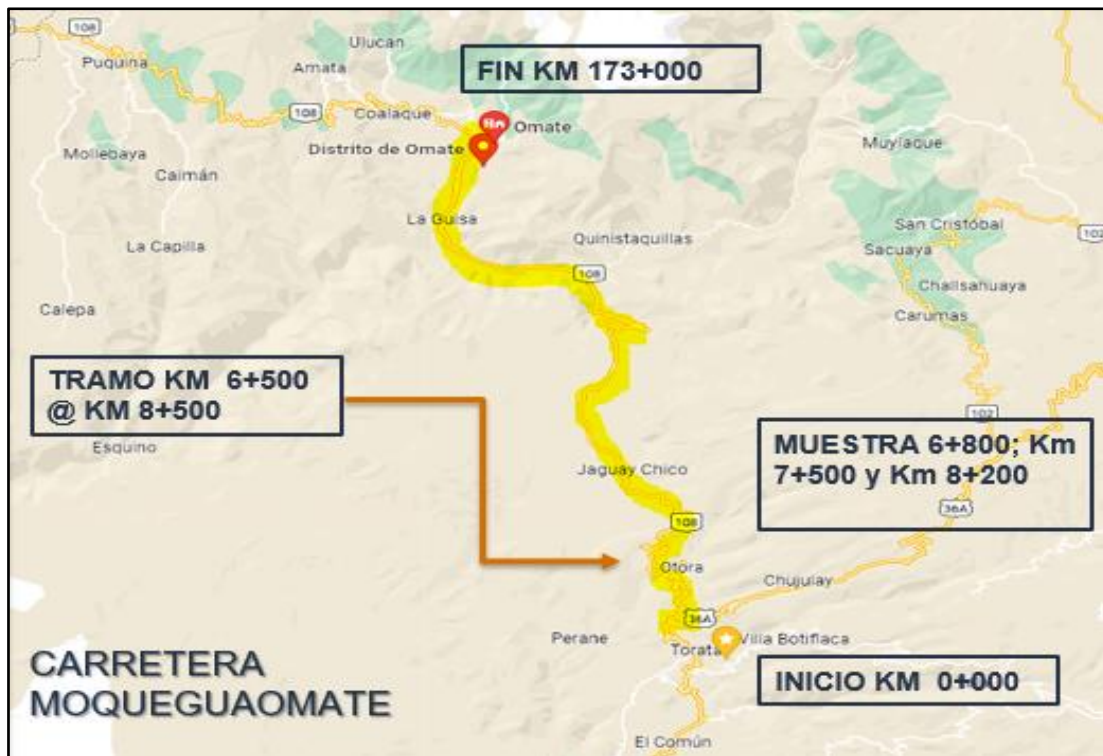 108
Ulucan
Puquina
Amata
FIN KM 173+000
108
Coalaque
Omate
Distrito de Omate
Mollebaya
Caimán
Muylaque
La Guisa
San Cristóbal
102
La Capilla
Quinistaquillas
Sacuaya
108
Challsahuaya
Calepa
Carumas
TRAMO KM 6+500
@ KM 8+500
102
Esquino
MUESTRA 6+800; Km
7+500 y Km 8+200
Jaguay Chico
36A
108
Otora
Chujulay
36A
Perane
Villa Botiflaca
Torata
CARRETERA
MOQUEGUAOMATE
INICIO KM 0+000
El Común